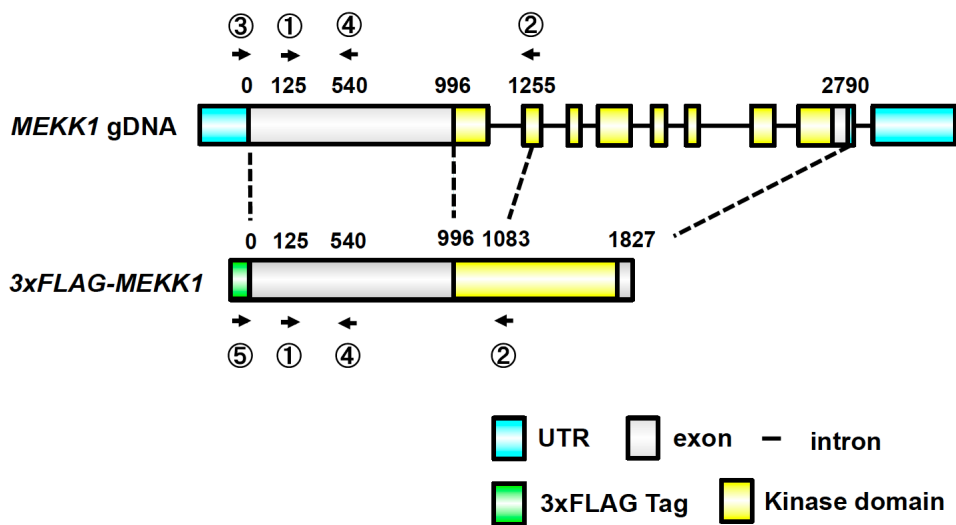 ③ ① ④ ②
0 125 540 996 1255 2790
MEKK1 gDNA
0 125 540 996 1083 1827
3xFLAG-MEKK1
⑤ ① ④ ②
UTR exon intron
3xFLAG Tag Kinase domain